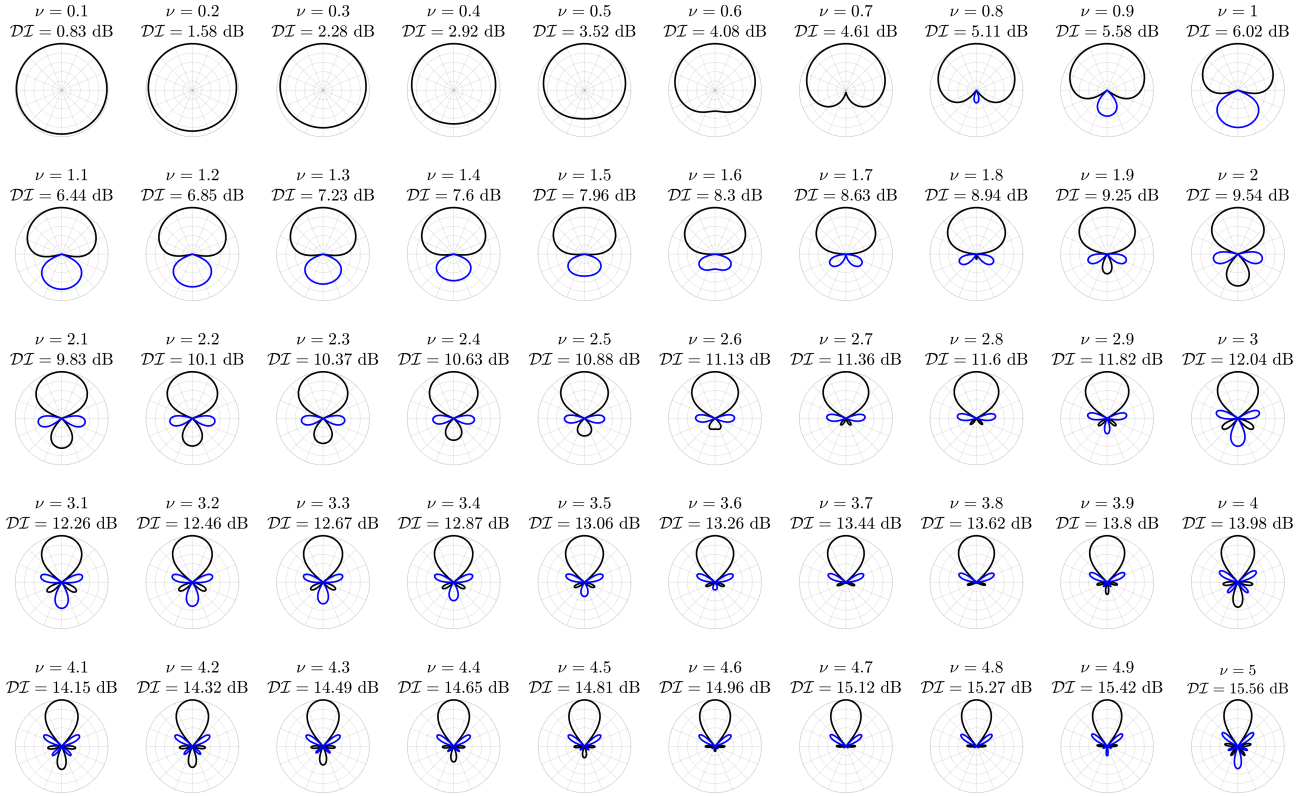 ν = 0.1 ν = 0.2 ν = 0.3 ν = 0.4 ν = 0.5 ν = 0.6 ν = 0.7 ν = 0.8 ν = 0.9 ν = 1
𝒟ℐ = 0.83 dB 𝒟ℐ = 1.58 dB 𝒟ℐ = 2.28 dB 𝒟ℐ = 2.92 dB 𝒟ℐ = 3.52 dB 𝒟ℐ = 4.08 dB 𝒟ℐ = 4.61 dB 𝒟ℐ = 5.11 dB 𝒟ℐ = 5.58 dB 𝒟ℐ = 6.02 dB
ν = 1.1 ν = 1.2 ν = 1.3 ν = 1.4 ν = 1.5 ν = 1.6 ν = 1.7 ν = 1.8 ν = 1.9 ν = 2
𝒟ℐ = 6.44 dB 𝒟ℐ = 6.85 dB 𝒟ℐ = 7.23 dB 𝒟ℐ = 7.6 dB 𝒟ℐ = 7.96 dB 𝒟ℐ = 8.3 dB 𝒟ℐ = 8.63 dB 𝒟ℐ = 8.94 dB 𝒟ℐ = 9.25 dB 𝒟ℐ = 9.54 dB
ν = 2.1 ν = 2.2 ν = 2.3 ν = 2.4 ν = 2.5 ν = 2.6 ν = 2.7 ν = 2.8 ν = 2.9 ν = 3
𝒟ℐ = 9.83 dB 𝒟ℐ = 10.1 dB 𝒟ℐ = 10.37 dB 𝒟ℐ = 10.63 dB 𝒟ℐ = 10.88 dB 𝒟ℐ = 11.13 dB 𝒟ℐ = 11.36 dB 𝒟ℐ = 11.6 dB 𝒟ℐ = 11.82 dB 𝒟ℐ = 12.04 dB
ν = 3.1 ν = 3.2 ν = 3.3 ν = 3.4 ν = 3.5 ν = 3.6 ν = 3.7 ν = 3.8 ν = 3.9 ν = 4
𝒟ℐ = 12.26 dB 𝒟ℐ = 12.46 dB 𝒟ℐ = 12.67 dB 𝒟ℐ = 12.87 dB 𝒟ℐ = 13.06 dB 𝒟ℐ = 13.26 dB 𝒟ℐ = 13.44 dB 𝒟ℐ = 13.62 dB 𝒟ℐ = 13.8 dB 𝒟ℐ = 13.98 dB
ν = 4.1 ν = 4.2 ν = 4.3 ν = 4.4 ν = 4.5 ν = 4.6 ν = 4.7 ν = 4.8 ν = 4.9 ν = 5
𝒟ℐ = 14.15 dB 𝒟ℐ = 14.32 dB 𝒟ℐ = 14.49 dB 𝒟ℐ = 14.65 dB 𝒟ℐ = 14.81 dB 𝒟ℐ = 14.96 dB 𝒟ℐ = 15.12 dB 𝒟ℐ = 15.27 dB 𝒟ℐ = 15.42 dB 𝒟ℐ = 15.56 dB